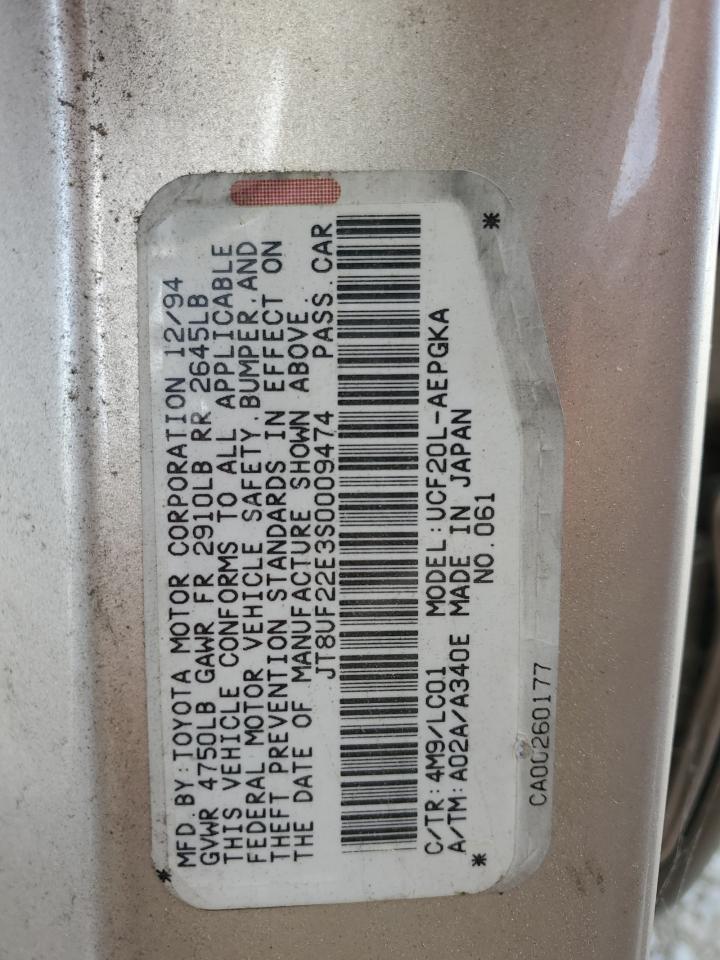 MFD.BY:TOYOTA MOTOR CORPORATION 12/94
GVWR 4750LB GAWR FR 2910LB RR 2645LB
THIS VEHICLE CONFORMS TO ALL APPLICABLE
FEDERAL MOTOR VEHICLE SAFETY,BUMPER,AND
THEFT PREVENTION STANDARDS IN EFFECT ON
THE DATE OF MANUFACTURE SHOWN ABOVE.
JT8UF22E3S0009474 PASS.CAR
C/TR:4M9/LC01 MODEL:UCF20L-AEPGKA
A/TM:A02A/A340E MADE IN JAPAN
NO.061
CA00260177